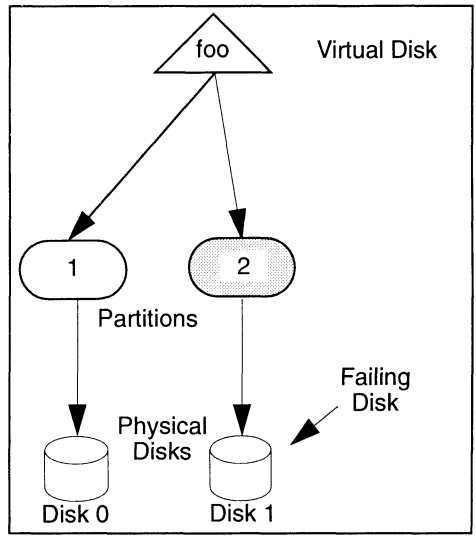 foo
Virtual Disk
1
2
Partitions
Failing
Disk
Physical
Disks
Disk 0
Disk 1